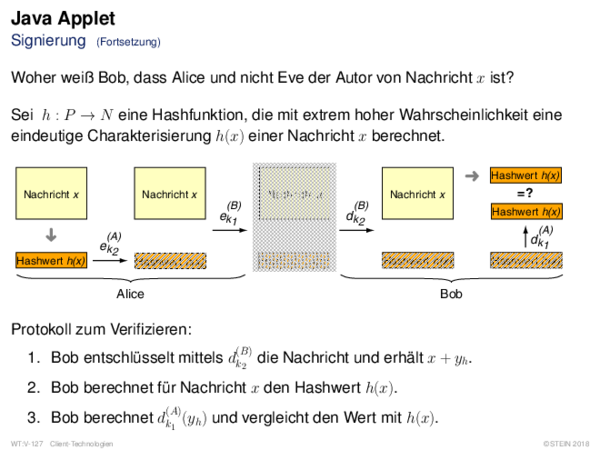 Java Applet
Signierung (Fortsetzung)
Woher weiß Bob, dass Alice und nicht Eve der Autor von Nachricht x ist?
Sei h : P → N eine Hashfunktion, die mit extrem hoher Wahrscheinlichkeit eine
eindeutige Charakterisierung h(x) einer Nachricht x berechnet.
Nachricht x Nachricht x Nachricht x Hashwert h(x)
=?
Hashwert h(x)
e_{k_2}^{(A)} e_{k_1}^{(B)} d_{k_2}^{(B)} d_{k_1}^{(A)}
Hashwert h(x)
Alice Bob
Protokoll zum Verifizieren:
1. Bob entschlüsselt mittels d_{k_2}^{(B)} die Nachricht und erhält x + y_h.
2. Bob berechnet für Nachricht x den Hashwert h(x).
3. Bob berechnet d_{k_1}^{(A)}(y_h) und vergleicht den Wert mit h(x).
WT:V-127 Client-Technologien ©STEIN 2018